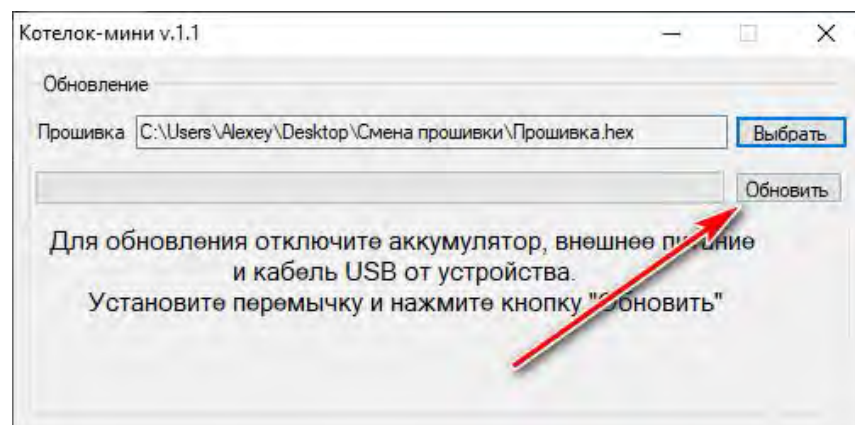 Котелок-мини v.1.1
Обновление
Прошивка C:\Users\Alexey\Desktop\Смена прошивки\Прошивка.hex Выбрать
Обновить
Для обновления отключите аккумулятор, внешнее питание
и кабель USB от устройства.
Установите перемычку и нажмите кнопку "Обновить"